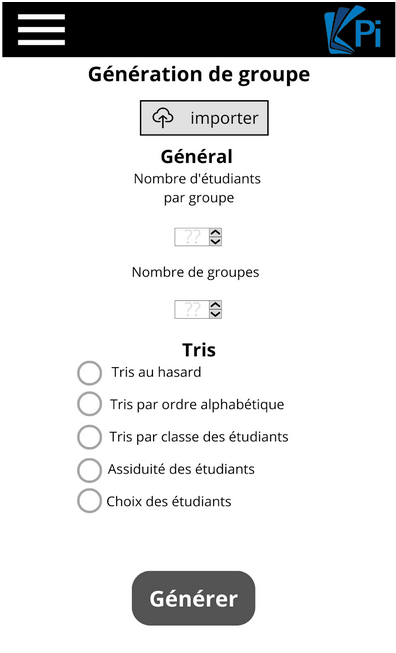 KPi
Génération de groupe
importer
Général
Nombre d'étudiants
par groupe
??
Nombre de groupes
??
Tris
Tris au hasard
Tris par ordre alphabétique
Tris par classe des étudiants
Assiduité des étudiants
Choix des étudiants
Générer